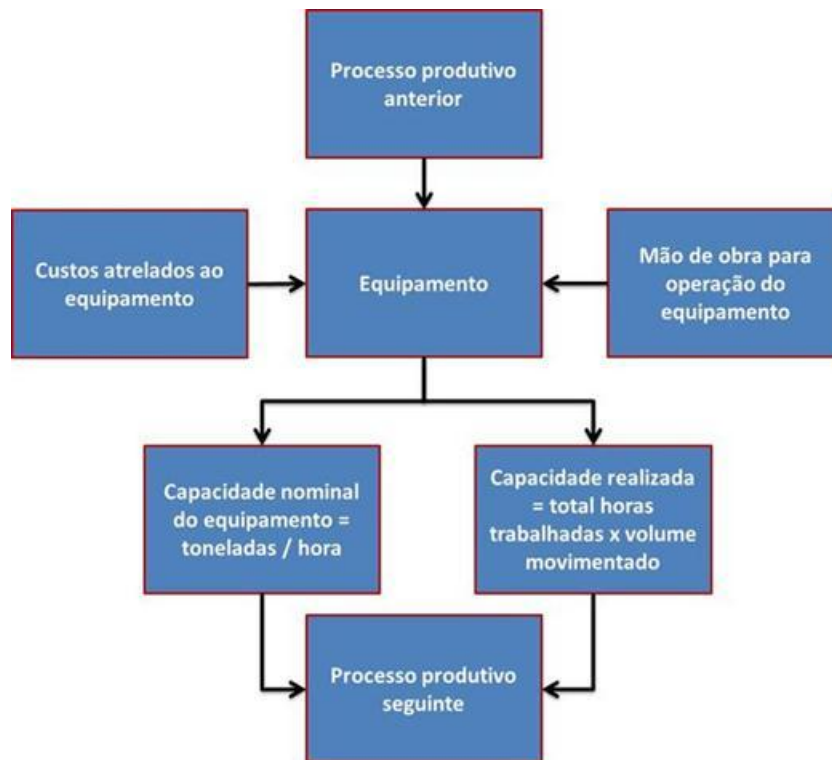 Processo produtivo
anterior
Custos atrelados ao
equipamento
Equipamento
Mão de obra para
operação do
equipamento
Capacidade nominal
do equipamento =
toneladas / hora
Capacidade realizada
= total horas
trabalhadas x volume
movimentado
Processo produtivo
seguinte